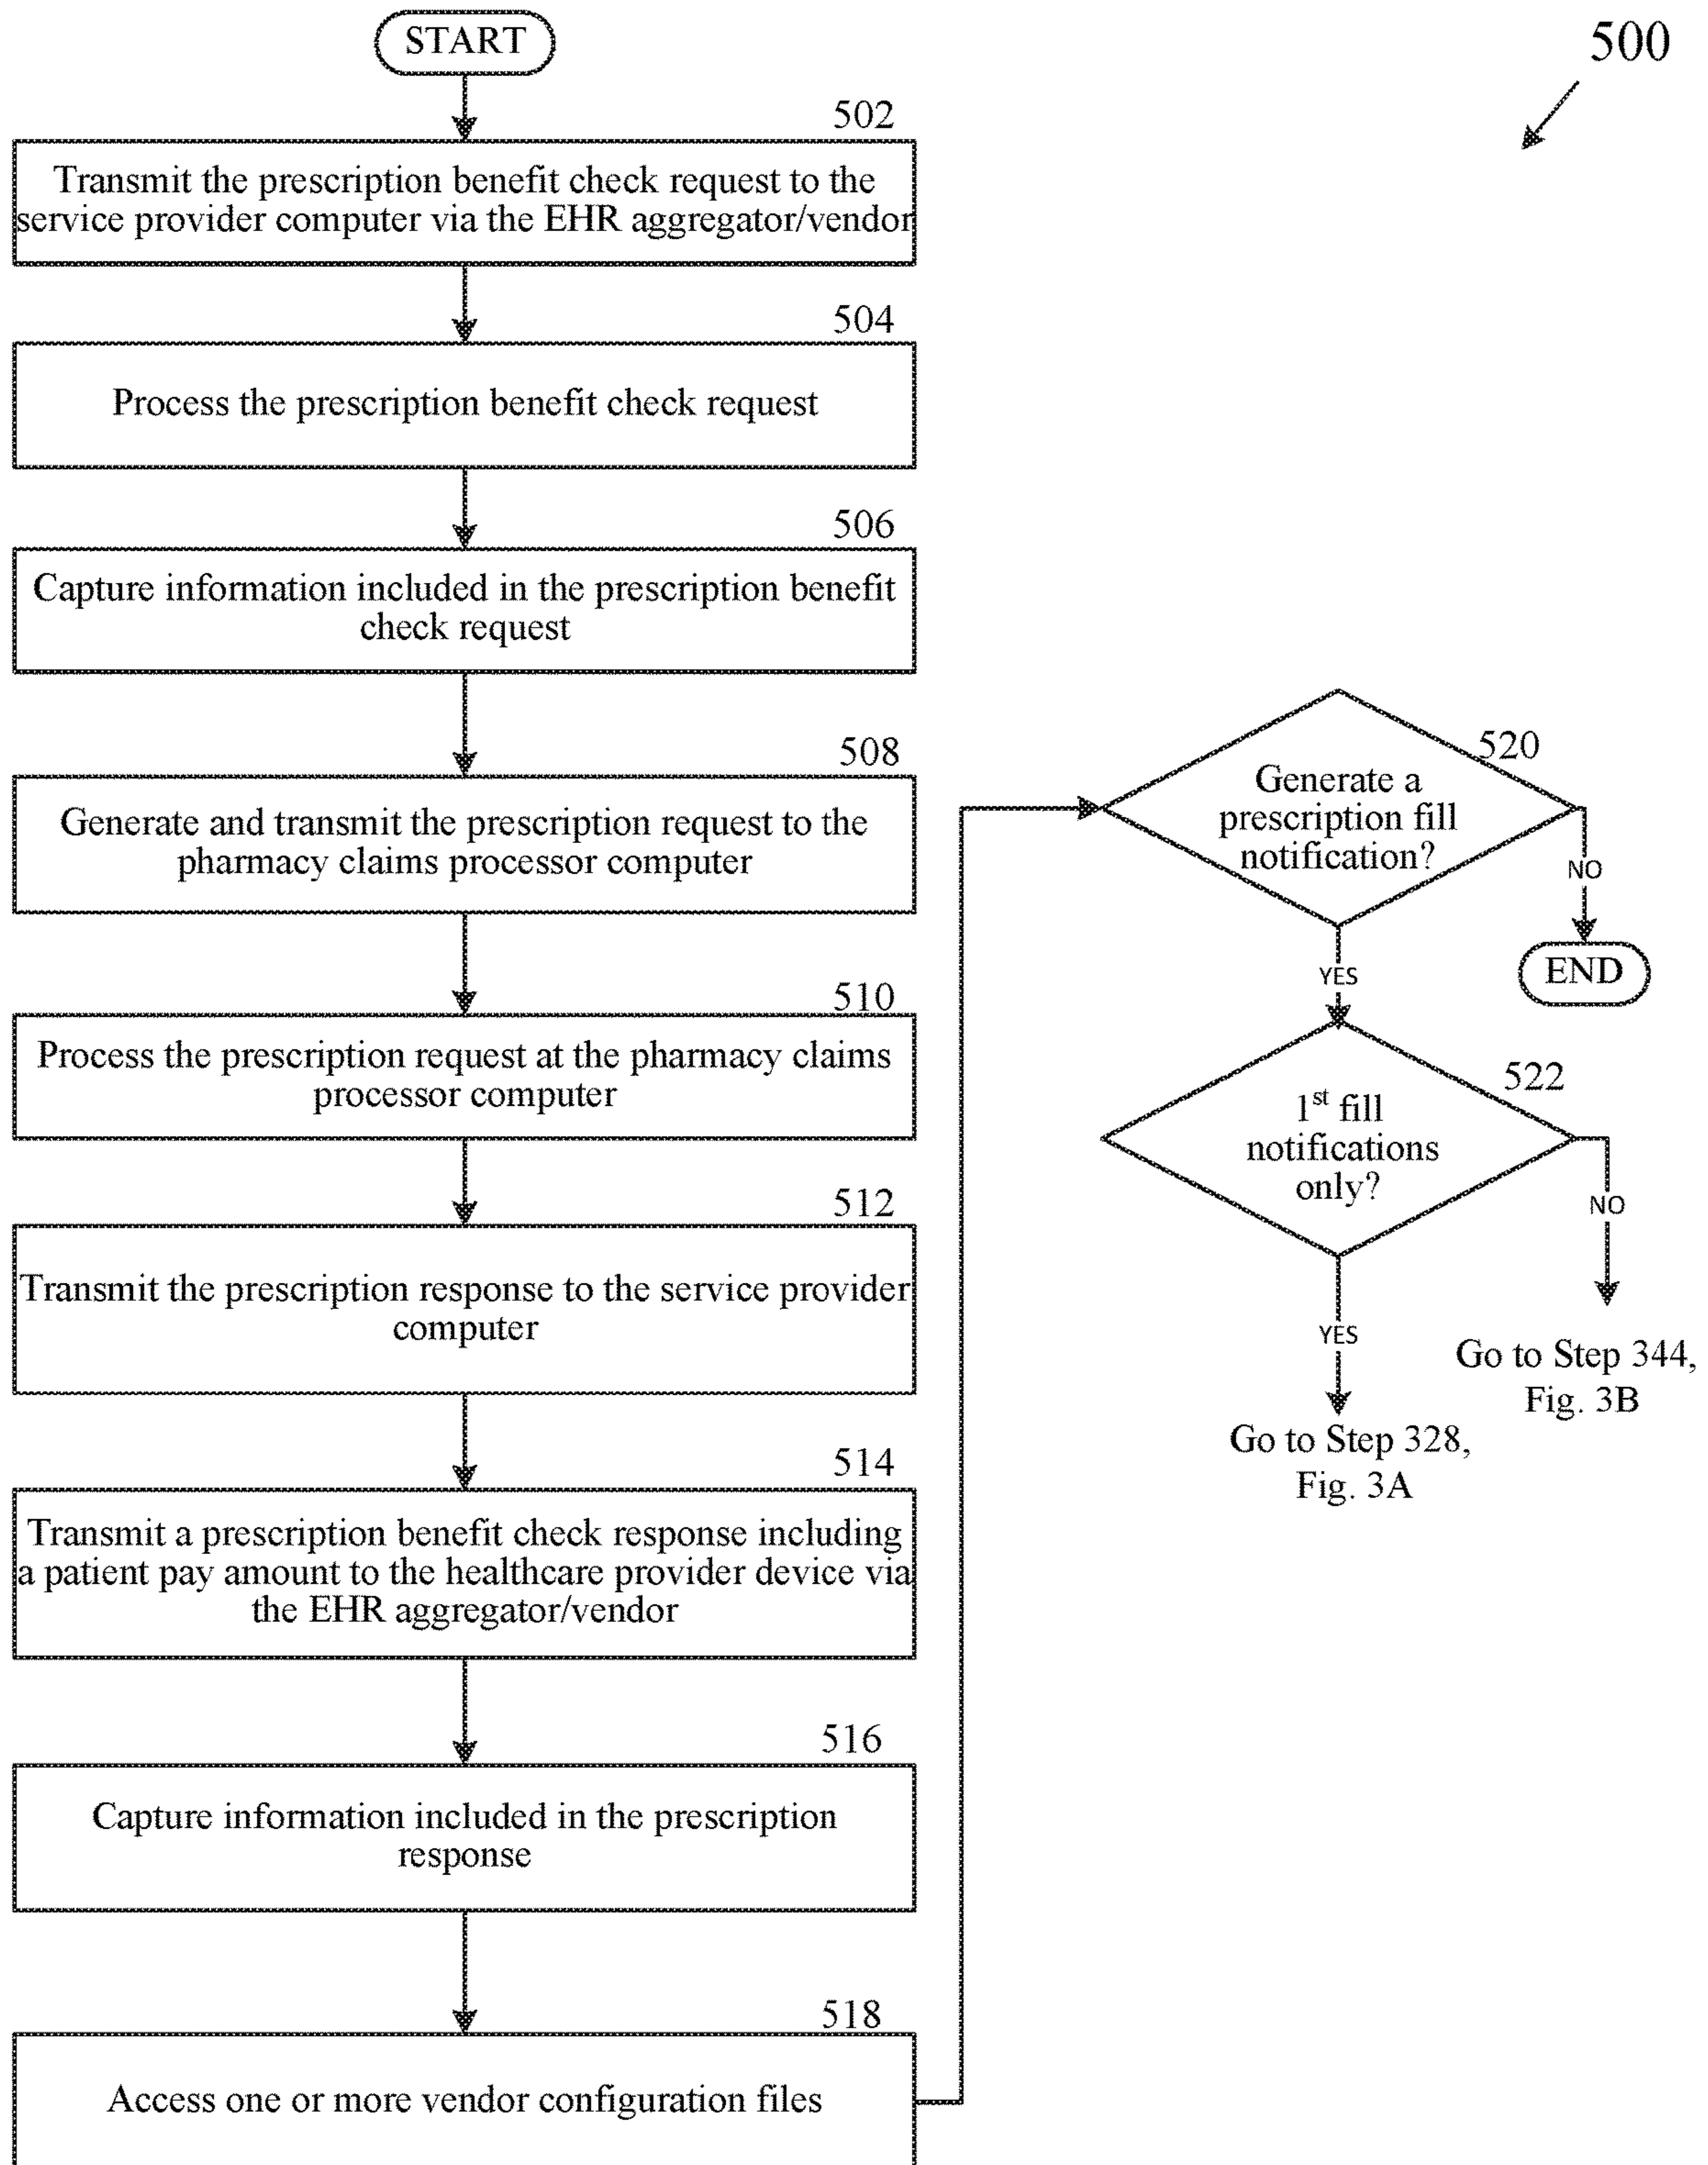 START
500
502
Transmit the prescription benefit check request to the
service provider computer via the EHR aggregator/vendor
504
Process the prescription benefit check request
506
Capture information included in the prescription benefit
check request
508
Generate and transmit the prescription request to the
pharmacy claims processor computer
510
Process the prescription request at the pharmacy claims
processor computer
512
Transmit the prescription response to the service provider
computer
514
Transmit a prescription benefit check response including
a patient pay amount to the healthcare provider device via
the EHR aggregator/vendor
516
Capture information included in the prescription
response
518
Access one or more vendor configuration files
520
Generate a
prescription fill
notification?
NO
END
YES
522
1st fill
notifications
only?
NO
Go to Step 344,
Fig. 3B
YES
Go to Step 328,
Fig. 3A